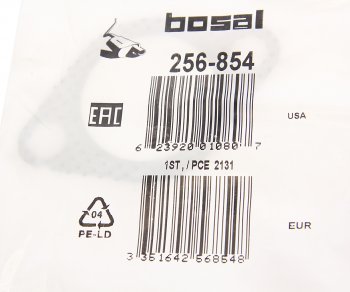 bosal
256-854
EAC
USA
6 23920 01080 7
1ST./PCE 2131
04
PE-LD
EUR
3 351642 568548